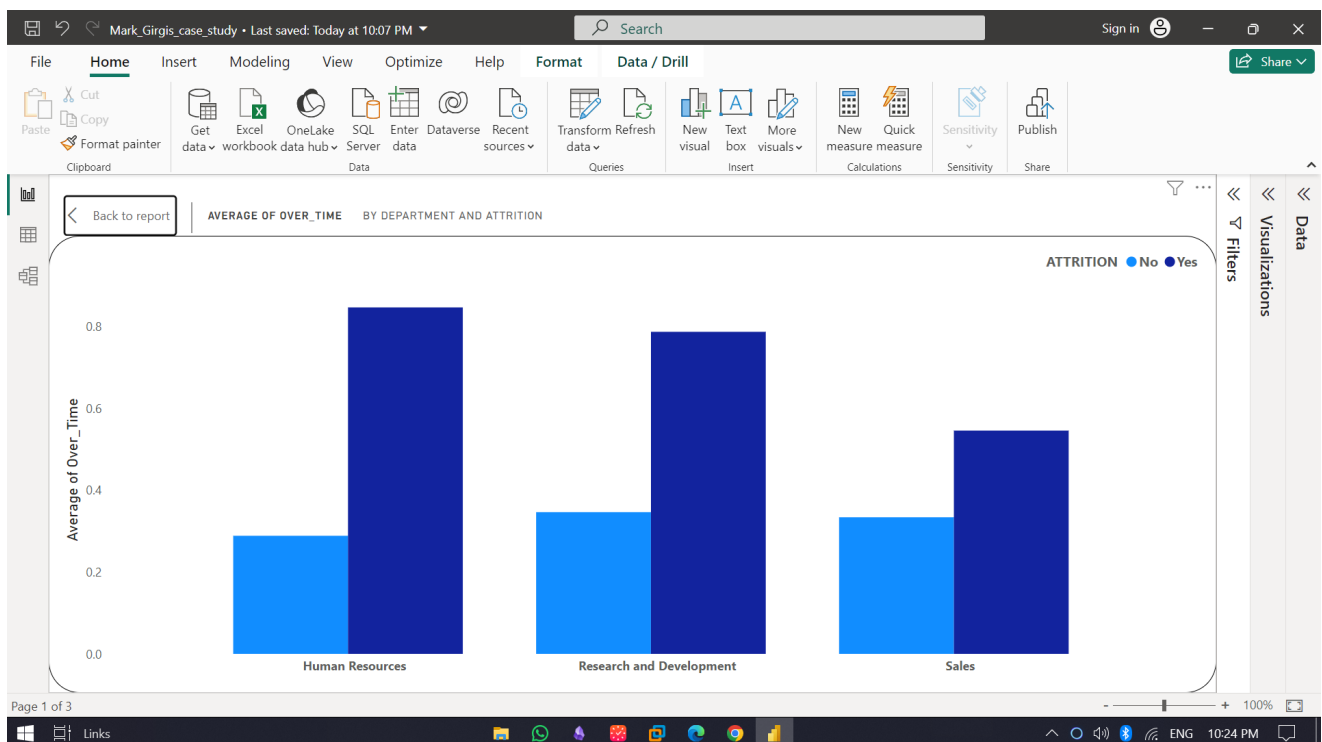 Mark_Girgis_case_study • Last saved: Today at 10:07 PM
Search
Sign in
File Home Insert Modeling View Optimize Help Format Data / Drill
Share
Paste
Cut
Copy
Format painter
Clipboard
Get data
Excel workbook
OneLake data hub
SQL Server
Enter data
Dataverse
Recent sources
Data
Transform data
Refresh
Queries
New visual
A
Text box
More visuals
Insert
New measure
Quick measure
Calculations
Sensitivity
Sensitivity
Publish
Share
Back to report
AVERAGE OF OVER_TIME BY DEPARTMENT AND ATTRITION
ATTRITION No Yes
Average of Over_Time
0.8
0.6
0.4
0.2
0.0
Human Resources
Research and Development
Sales
Filters
Visualizations
Data
Page 1 of 3
- + 100%
Links
ENG 10:24 PM